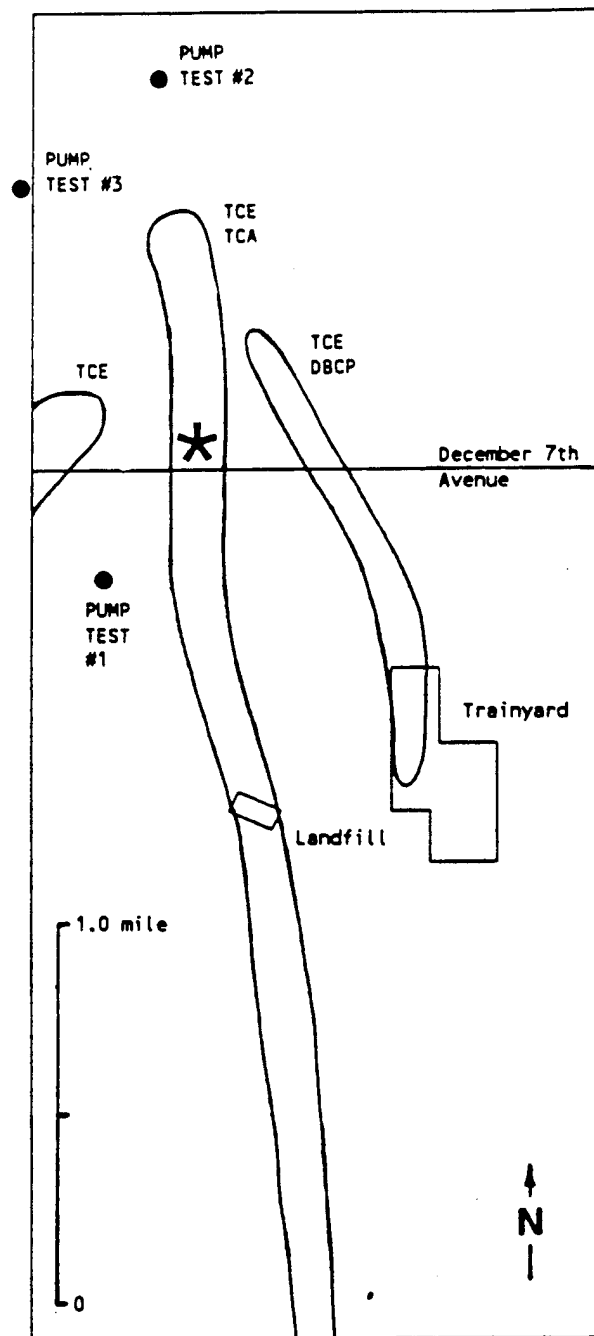 PUMP
TEST #2
PUMP
TEST #3
TCE
TCA
TCE
DBCP
TCE
December 7th
Avenue
PUMP
TEST
#1
Trainyard
Landfill
1.0 mile
N
0